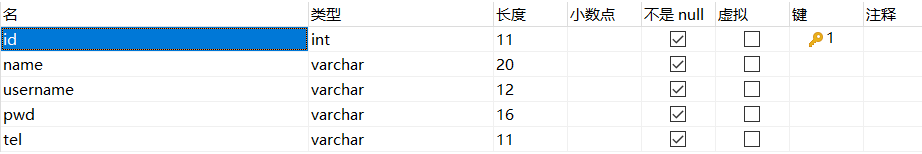 名 类型 长度 小数点 不是 null 虚拟 键 注释
id int 11 1
name varchar 20
username varchar 12
pwd varchar 16
tel varchar 11